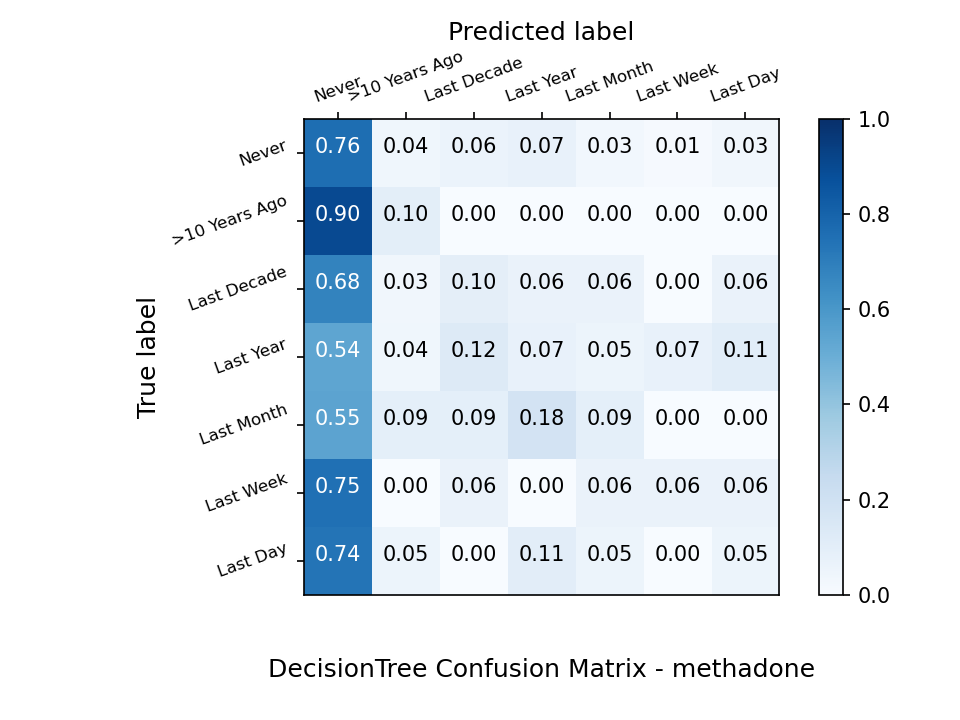 Predicted label
Never >10 Years Ago Last Decade Last Year Last Month Last Week Last Day
True label
Never 0.76 0.04 0.06 0.07 0.03 0.01 0.03
>10 Years Ago 0.90 0.10 0.00 0.00 0.00 0.00 0.00
Last Decade 0.68 0.03 0.10 0.06 0.06 0.00 0.06
Last Year 0.54 0.04 0.12 0.07 0.05 0.07 0.11
Last Month 0.55 0.09 0.09 0.18 0.09 0.00 0.00
Last Week 0.75 0.00 0.06 0.00 0.06 0.06 0.06
Last Day 0.74 0.05 0.00 0.11 0.05 0.00 0.05
1.0
0.8
0.6
0.4
0.2
0.0
DecisionTree Confusion Matrix - methadone